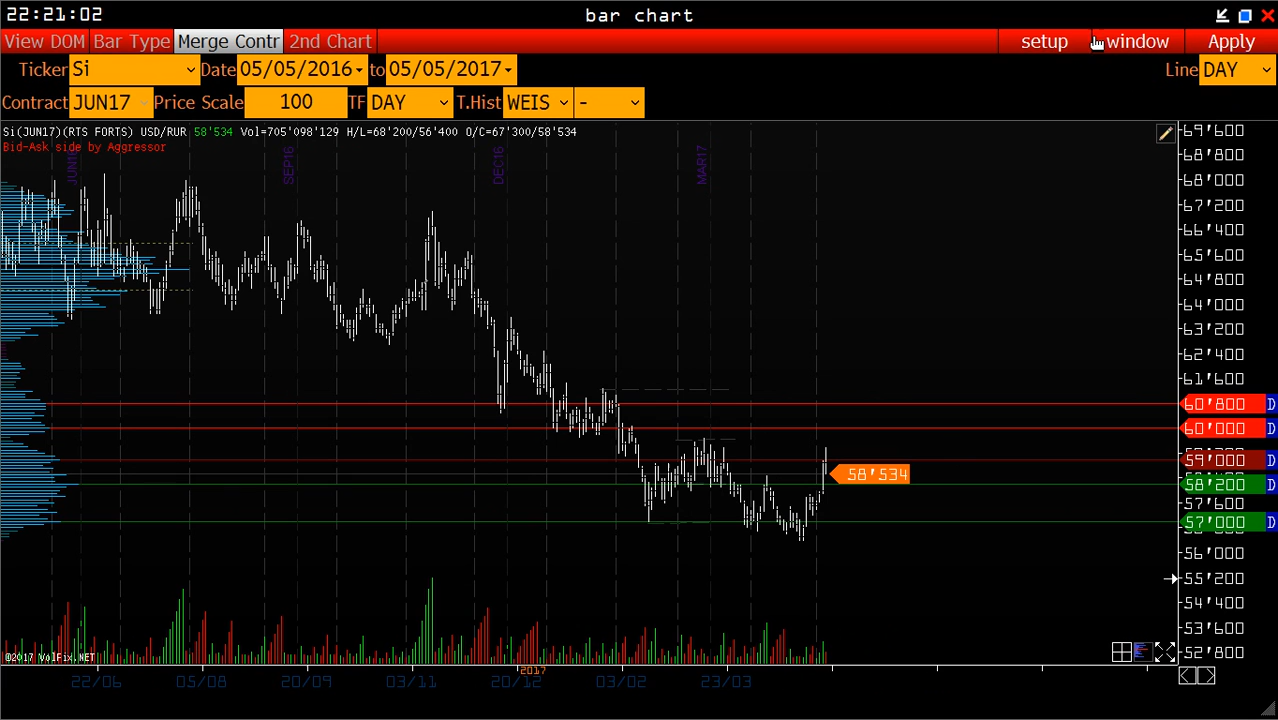 22:21:02 bar chart
View DOM Bar Type Merge Contr 2nd Chart setup window Apply
Ticker Si Date 05/05/2016 to 05/05/2017 Line DAY
Contract JUN17 Price Scale 100 TF DAY T.Hist WEIS -
Si(JUN17)(RTS FORTS) USD/RUR 58'534 Vol=705'098'129 H/L=68'200/56'400 O/C=67'300/58'534
Bid-Ask side by Aggressor
SEP16
DEC16
MAR17
69'600
68'800
68'000
67'200
66'400
65'600
64'800
64'000
63'200
62'400
61'600
60'800 D
60'000 D
59'000 D
58'534
58'200 D
57'600
57'000 D
56'000
55'200
54'400
53'600
52'800
©2017 VolFix.NET
2017
22/06 05/08 20/09 03/11 20/12 03/02 23/03